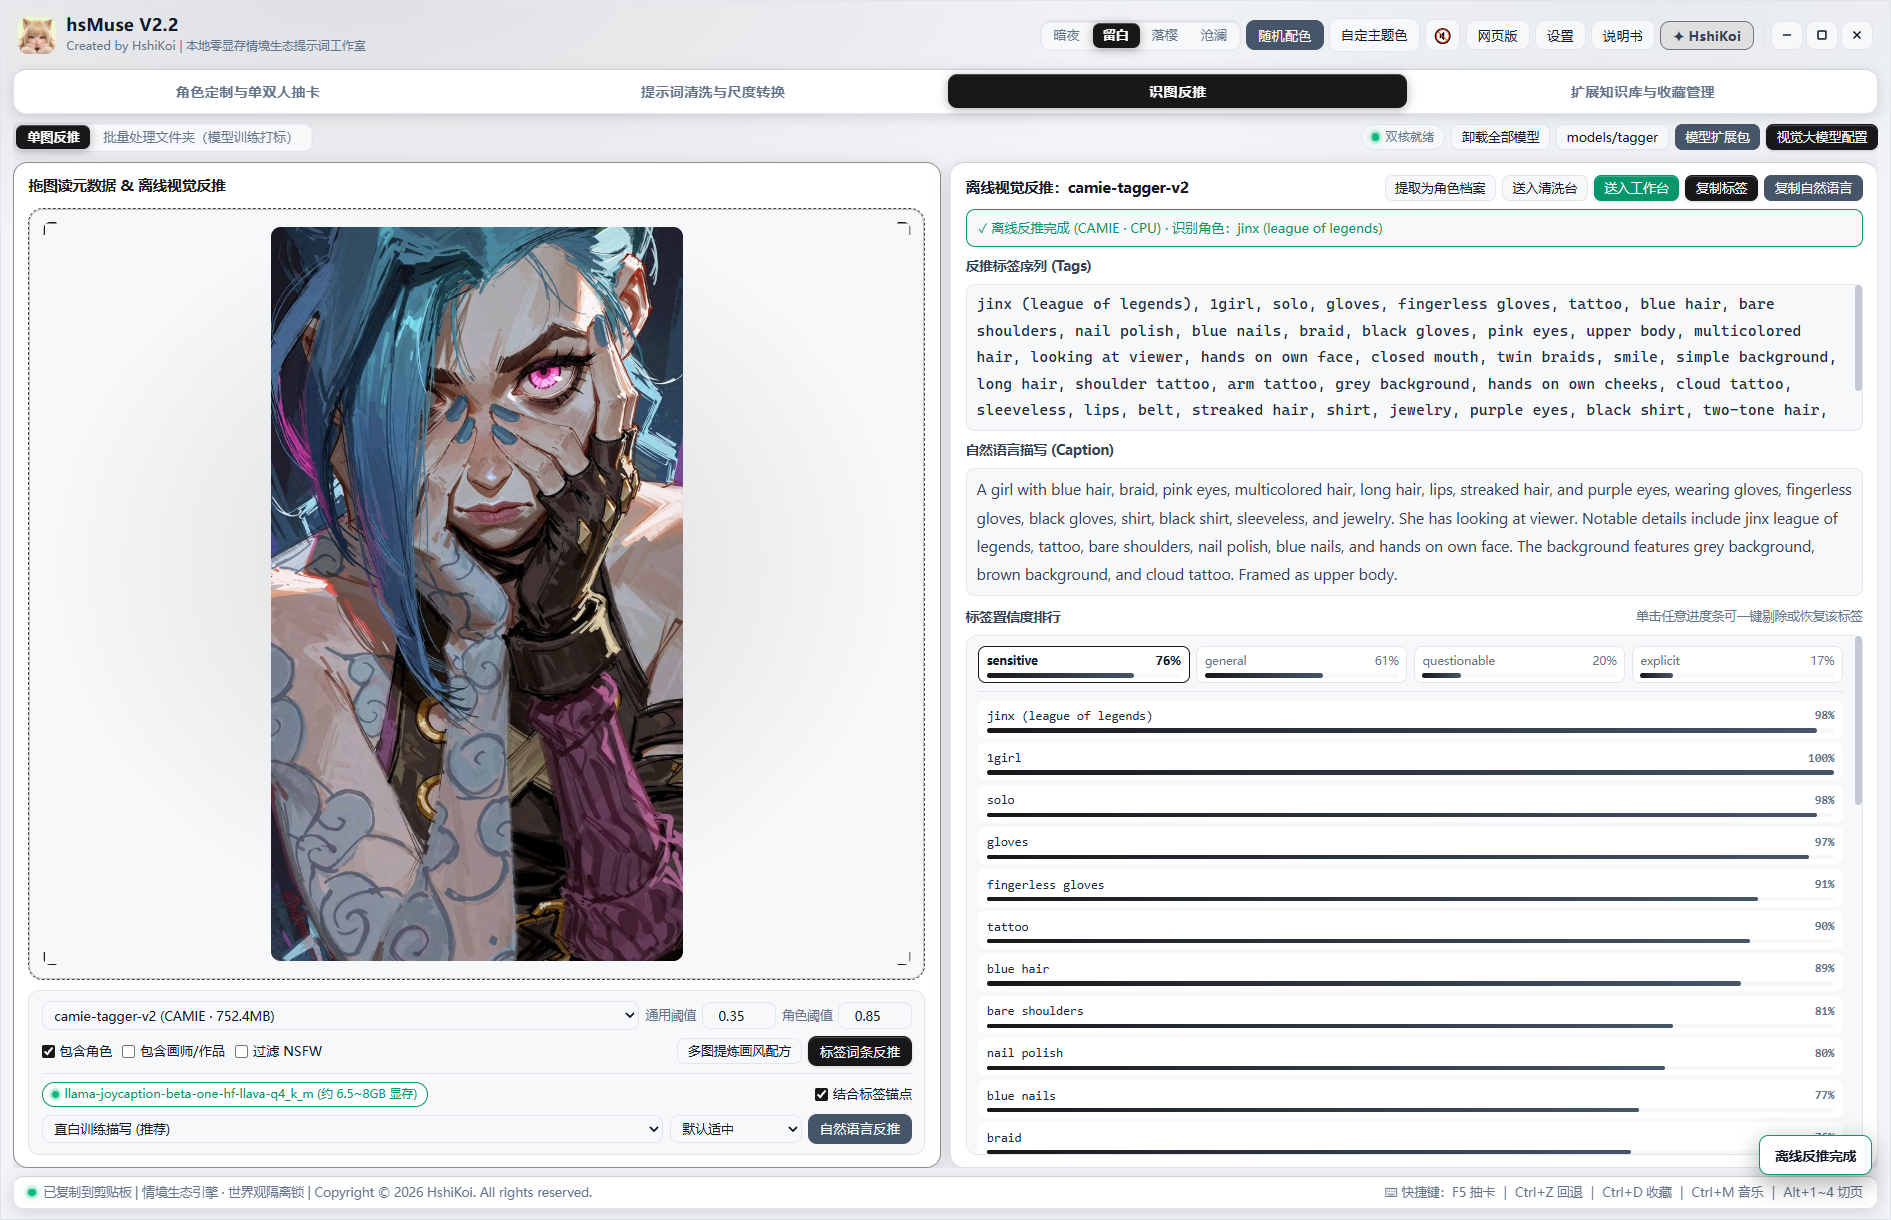 hsMuse V2.2
Created by HshiKoi | 本地零显存情境生态提示词工作室
暗夜 留白 落樱 沧澜 随机配色 自定主题色 网页版 设置 说明书 ✦ HshiKoi
角色定制与单双人抽卡 提示词清洗与尺度转换 识图反推 扩展知识库与收藏管理
单图反推 批量处理文件夹（模型训练打标） 双核就绪 卸载全部模型 models/tagger 模型扩展包 视觉大模型配置
拖图读元数据 & 离线视觉反推
camie-tagger-v2 (CAMIE · 752.4MB) 通用阈值 0.35 角色阈值 0.85
包含角色 包含画师/作品 过滤 NSFW 多图提炼画风配方 标签词条反推
llama-joycaption-beta-one-hf-llava-q4_k_m (约 6.5~8GB 显存) 结合标签锚点
直白训练描写 (推荐) 默认适中 自然语言反推
离线视觉反推：camie-tagger-v2 提取为角色档案 送入清洗台 送入工作台 复制标签 复制自然语言
✓ 离线反推完成 (CAMIE · CPU) · 识别角色：jinx (league of legends)
反推标签序列 (Tags)
jinx (league of legends), 1girl, solo, gloves, fingerless gloves, tattoo, blue hair, bare
shoulders, nail polish, blue nails, braid, black gloves, pink eyes, upper body, multicolored
hair, looking at viewer, hands on own face, closed mouth, twin braids, smile, simple background,
long hair, shoulder tattoo, arm tattoo, grey background, hands on own cheeks, cloud tattoo,
sleeveless, lips, belt, streaked hair, shirt, jewelry, purple eyes, black shirt, two-tone hair,
自然语言描写 (Caption)
A girl with blue hair, braid, pink eyes, multicolored hair, long hair, lips, streaked hair, and purple eyes, wearing gloves, fingerless
gloves, black gloves, shirt, black shirt, sleeveless, and jewelry. She has looking at viewer. Notable details include jinx league of
legends, tattoo, bare shoulders, nail polish, blue nails, and hands on own face. The background features grey background,
brown background, and cloud tattoo. Framed as upper body.
标签置信度排行 单击任意进度条可一键剔除或恢复该标签
sensitive 76% general 61% questionable 20% explicit 17%
jinx (league of legends) 98%
1girl 100%
solo 98%
gloves 97%
fingerless gloves 91%
tattoo 90%
blue hair 89%
bare shoulders 81%
nail polish 80%
blue nails 77%
braid
离线反推完成
已复制到剪贴板 | 情境生态引擎 · 世界观隔离锁 | Copyright © 2026 HshiKoi. All rights reserved. 快捷键：F5 抽卡 | Ctrl+Z 回退 | Ctrl+D 收藏 | Ctrl+M 音乐 | Alt+1~4 切页